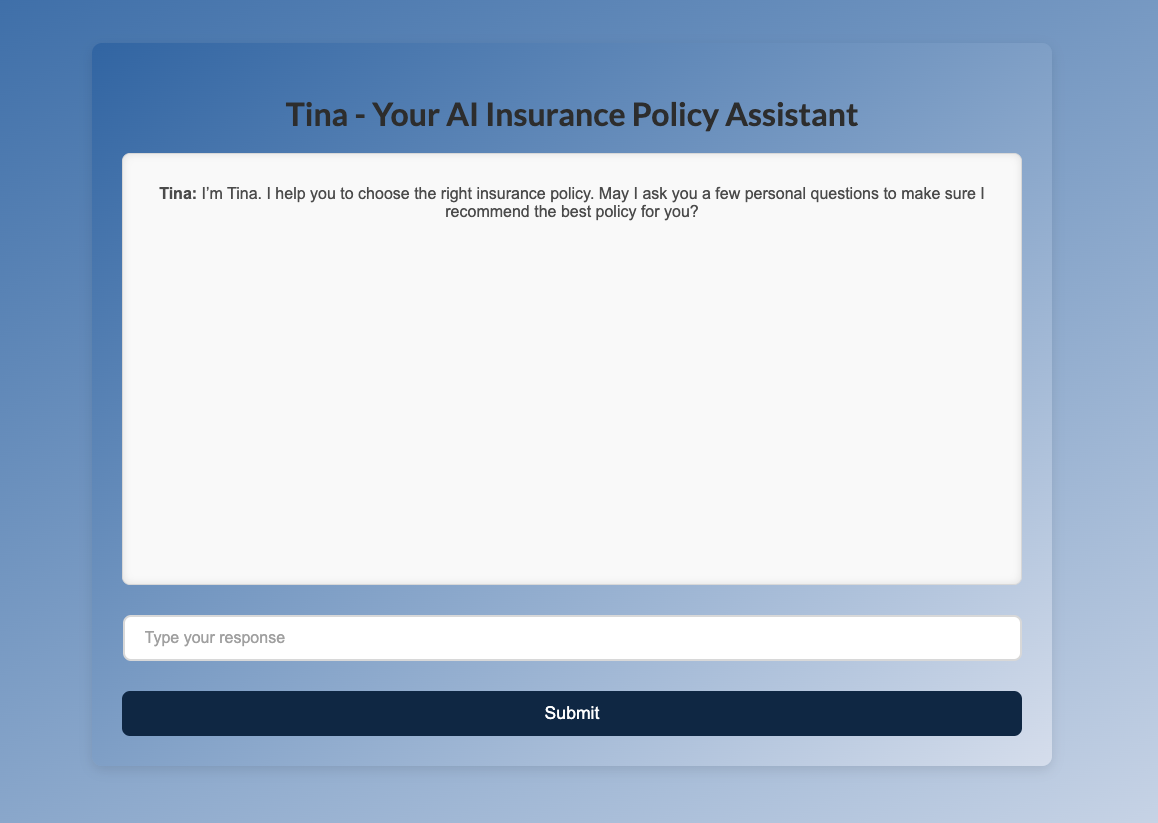 Tina - Your AI Insurance Policy Assistant
Tina: I’m Tina. I help you to choose the right insurance policy. May I ask you a few personal questions to make sure I
recommend the best policy for you?
Type your response
Submit